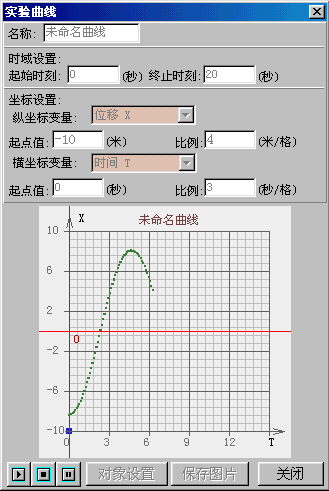 实验曲线
名称: 未命名曲线
时域设置:
起始时刻: 0 (秒) 终止时刻: 20 (秒)
坐标设置:
纵坐标变量: 位移 X
起点值: -10 (米) 比例: 4 (米/格)
横坐标变量: 时间 T
起点值: 0 (秒) 比例: 3 (秒/格)
X 未命名曲线
10
6
2
0
-2
-6
-10
0 3 6 9 12 T
对象设置 保存图片 关闭